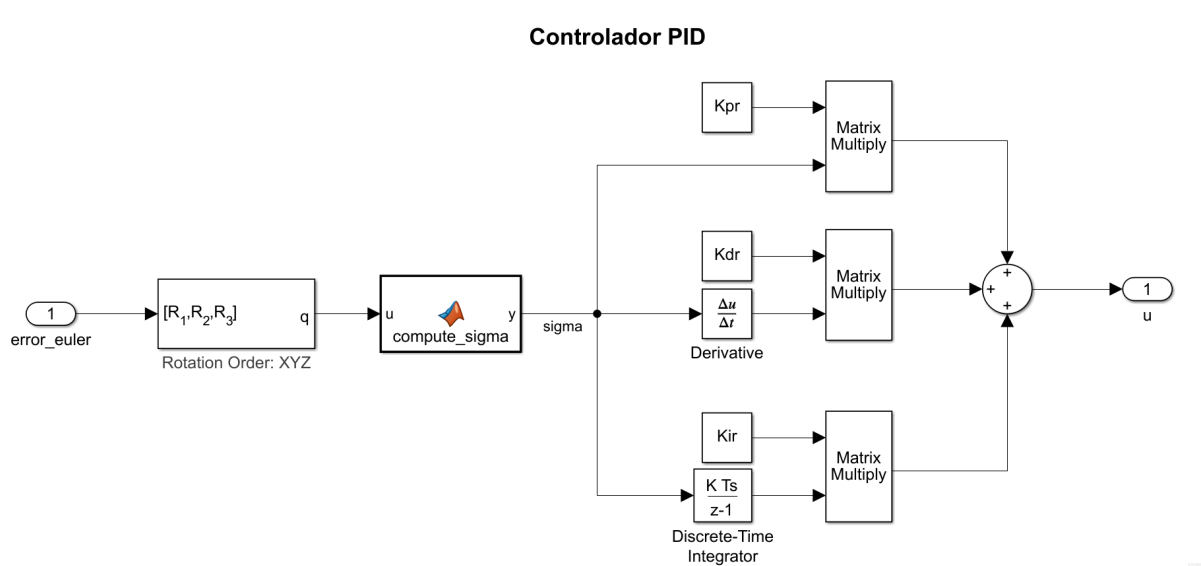 Controlador PID
Kpr
Matrix
Multiply
Kdr
Matrix
Multiply
+
+
+
1
u
1
error_euler
[R1,R2,R3]
q
Rotation Order: XYZ
u
y
compute_sigma
sigma
Δu
Δt
Derivative
Kir
Matrix
Multiply
K Ts
z-1
Discrete-Time
Integrator